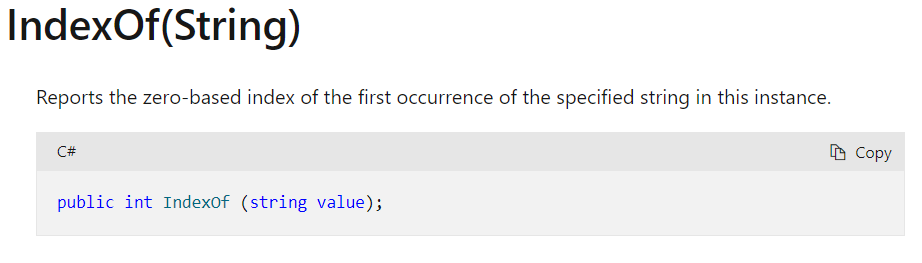 IndexOf(String)
Reports the zero-based index of the first occurrence of the specified string in this instance.
C#
Copy
public int IndexOf (string value);